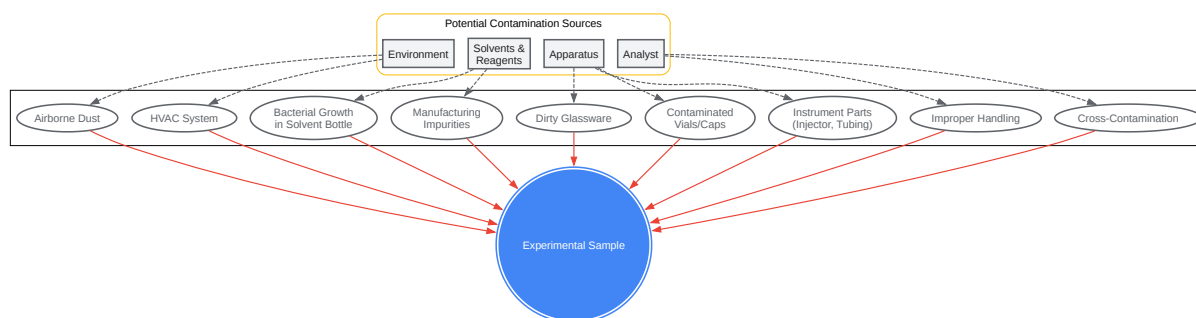 Potential Contamination Sources
Environment
Solvents &
Reagents
Apparatus
Analyst
Airborne Dust
HVAC System
Bacterial Growth
in Solvent Bottle
Manufacturing
Impurities
Dirty Glassware
Contaminated
Vials/Caps
Instrument Parts
(Injector, Tubing)
Improper Handling
Cross-Contamination
Experimental Sample